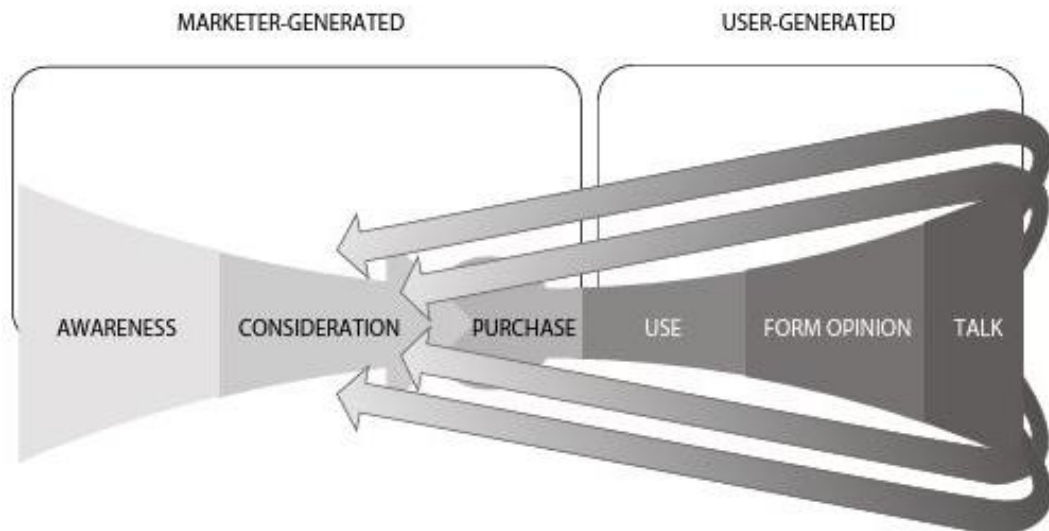 MARKETER-GENERATED
USER-GENERATED
AWARENESS
CONSIDERATION
PURCHASE
USE
FORM OPINION
TALK